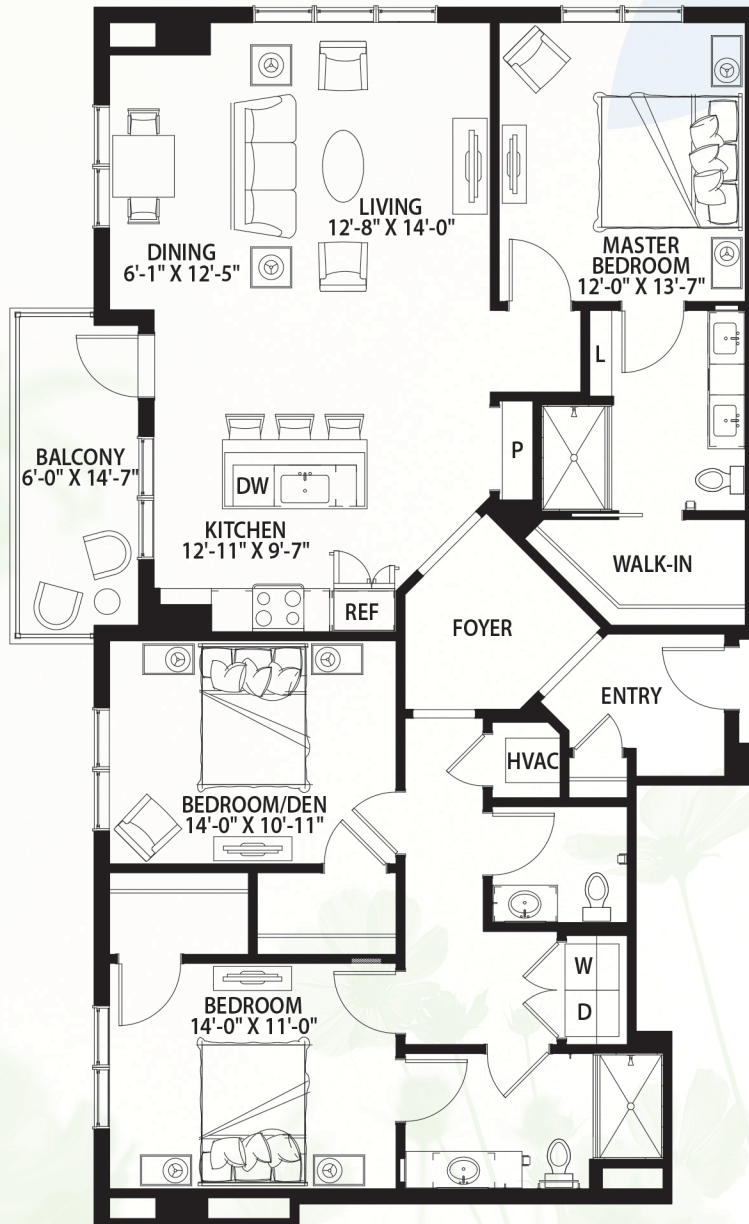 LIVING
12'-8" X 14'-0"
DINING
6'-1" X 12'-5"
MASTER
BEDROOM
12'-0" X 13'-7"
L
BALCONY
6'-0" X 14'-7"
P
DW
KITCHEN
12'-11" X 9'-7"
WALK-IN
REF
FOYER
ENTRY
HVAC
BEDROOM/DEN
14'-0" X 10'-11"
W
D
BEDROOM
14'-0" X 11'-0"